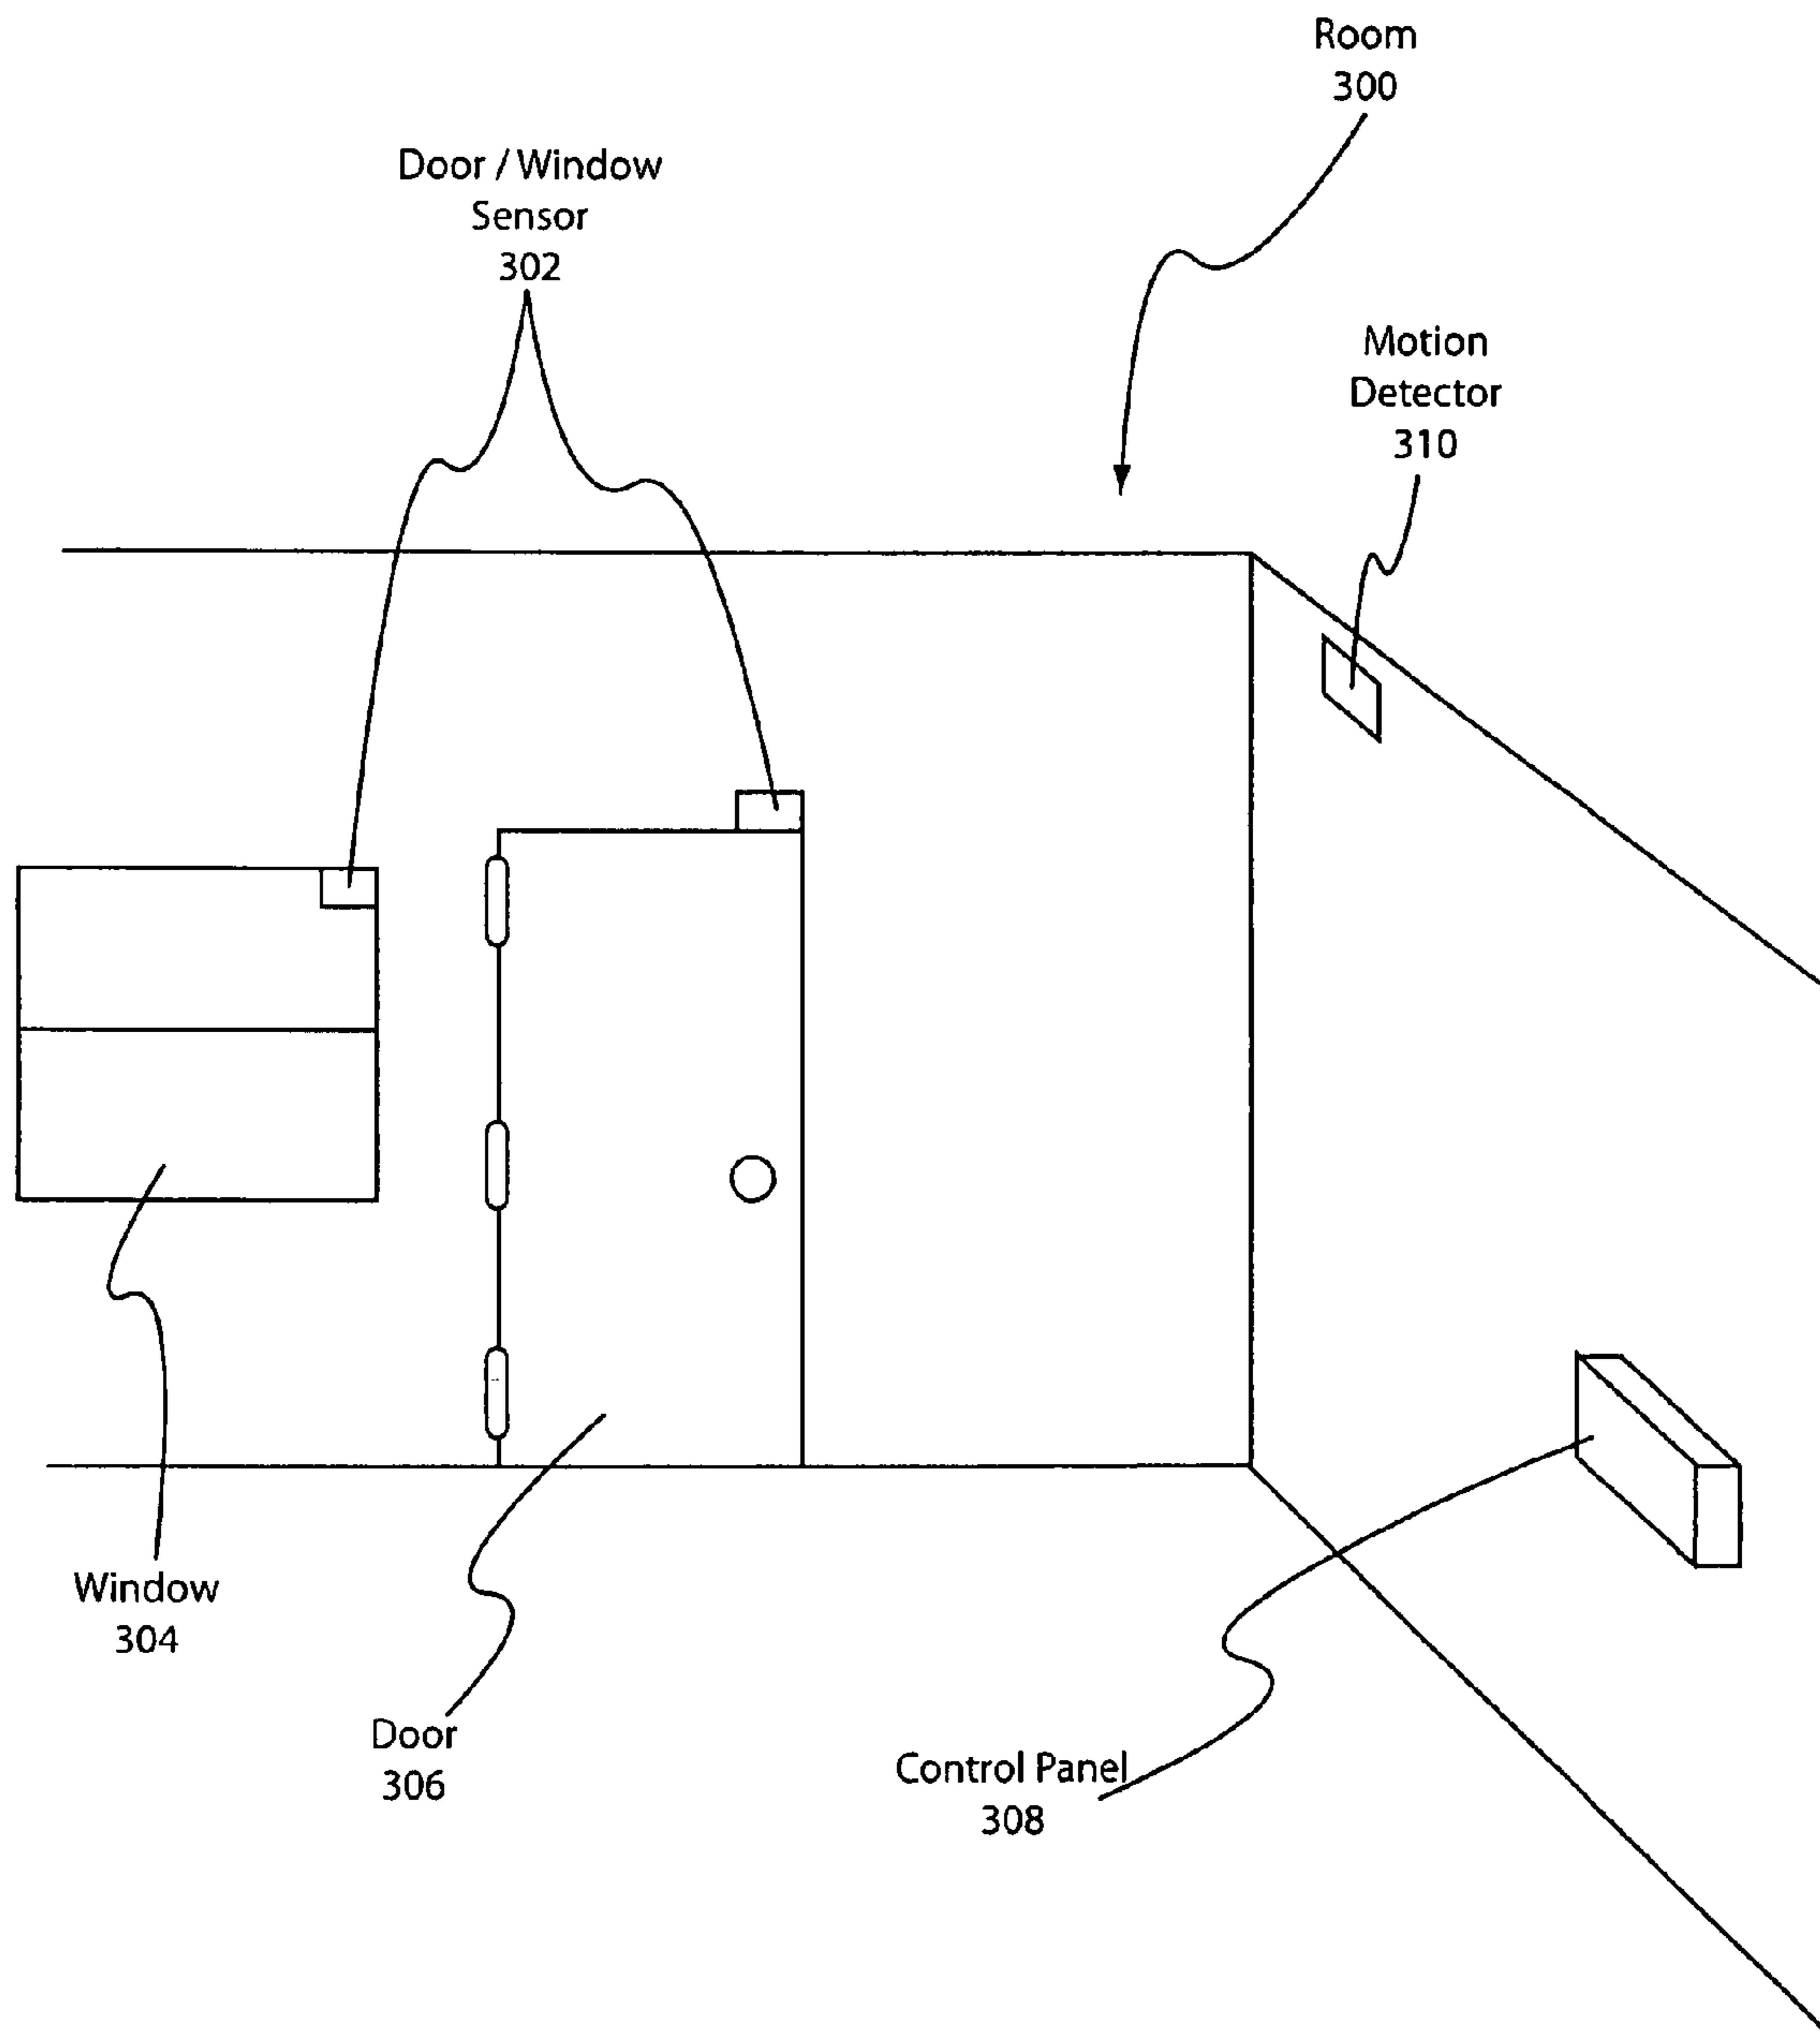 Room
300
Door / Window
Sensor
302
Motion
Detector
310
Window
304
Door
306
Control Panel
308